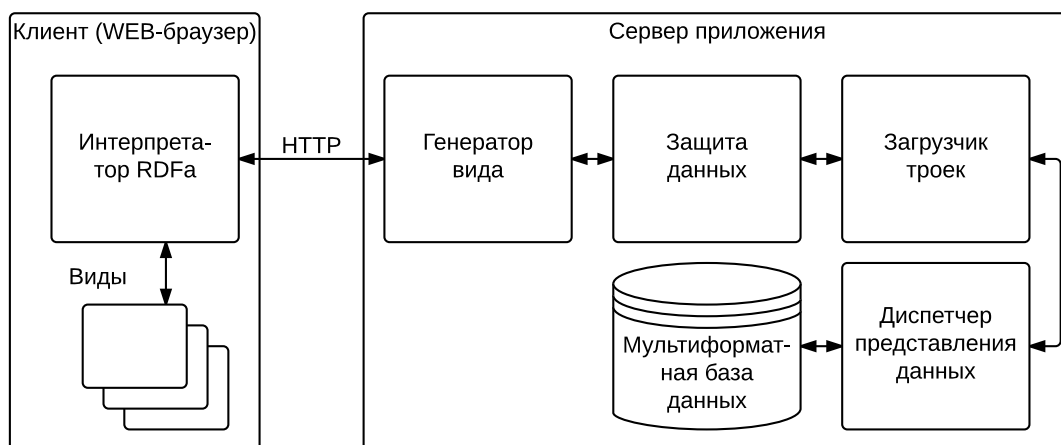 Клиент (WEB-браузер)
Сервер приложения
Интерпрета-
тор RDFa
HTTP
Генератор
вида
Защита
данных
Загрузчик
троек
Виды
Мультиформат-
ная база
данных
Диспетчер
представления
данных